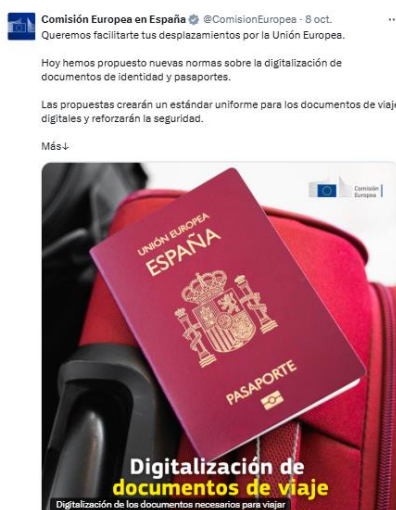 Comisión Europea en España @ComisionEuropea · 8 oct.
Queremos facilitarte tus desplazamientos por la Unión Europea.
Hoy hemos propuesto nuevas normas sobre la digitalización de
documentos de identidad y pasaportes.
Las propuestas crearán un estándar uniforme para los documentos de viaje
digitales y reforzarán la seguridad.
Más↓
Comisión
Europea
UNIÓN EUROPEA
ESPAÑA
PASAPORTE
Digitalización de
documentos de viaje
Digitalización de los documentos necesarios para viajar